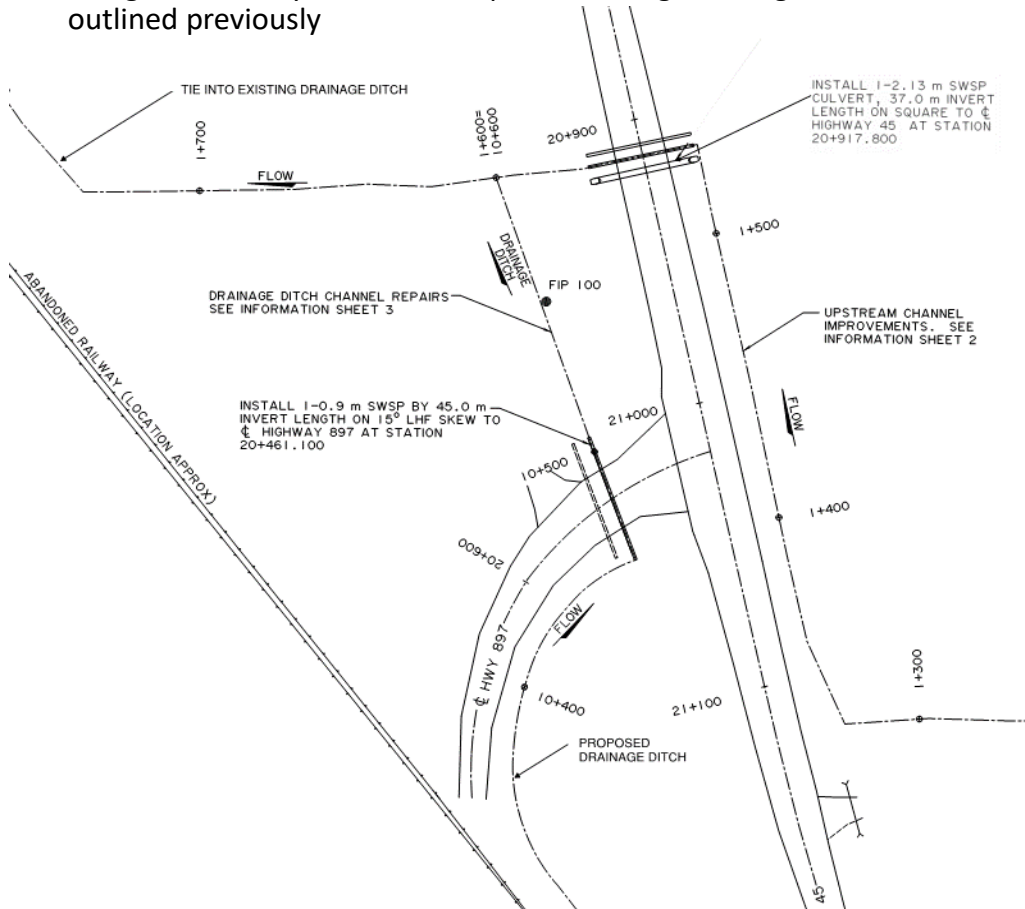 outlined previously
TIE INTO EXISTING DRAINAGE DITCH
INSTALL 1-2.13 m SWSP
CULVERT, 37.0 m INVERT
LENGTH ON SQUARE TO ℄
HIGHWAY 45 AT STATION
20+917.800
1+700
1+600=
10+600
20+900
FLOW
1+500
DRAINAGE
DITCH
FIP 100
DRAINAGE DITCH CHANNEL REPAIRS
SEE INFORMATION SHEET 3
UPSTREAM CHANNEL
IMPROVEMENTS. SEE
INFORMATION SHEET 2
ABANDONED RAILWAY (LOCATION APPROX)
INSTALL 1-0.9 m SWSP BY 45.0 m
INVERT LENGTH ON 15° LHF SKEW TO
℄ HIGHWAY 897 AT STATION
20+461.100
21+000
FLOW
10+500
1+400
20+600
FLOW
℄ HWY 897
10+400
21+100
1+300
PROPOSED
DRAINAGE DITCH
45